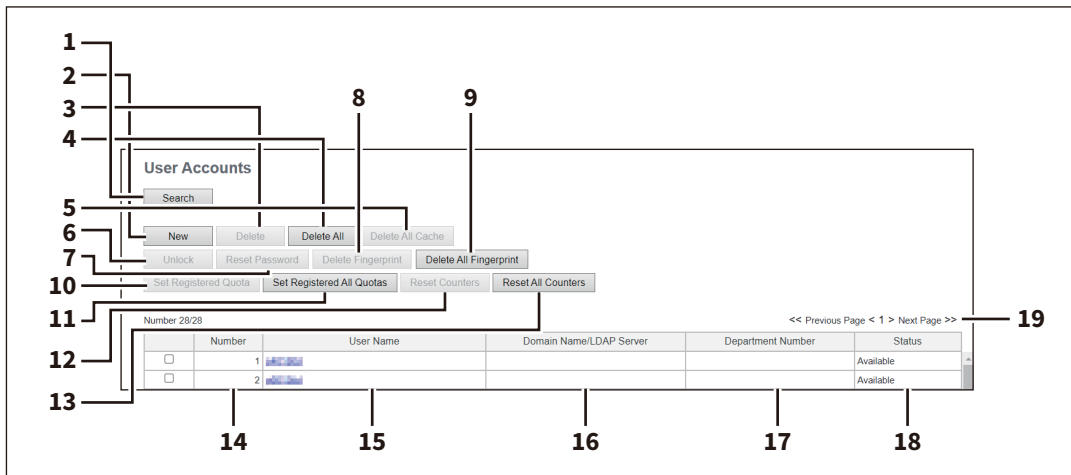 1
2
3
8
9
4
User Accounts
Search
5
6
New Delete Delete All Delete All Cache
Unlock Reset Password Delete Fingerprint Delete All Fingerprint
7
10
Set Registered Quota Set Registered All Quotas Reset Counters Reset All Counters
11
Number 28/28
<< Previous Page < 1 > Next Page >>
19
12
Number User Name Domain Name/LDAP Server Department Number Status
1 Available
2 Available
13
14
15
16
17
18